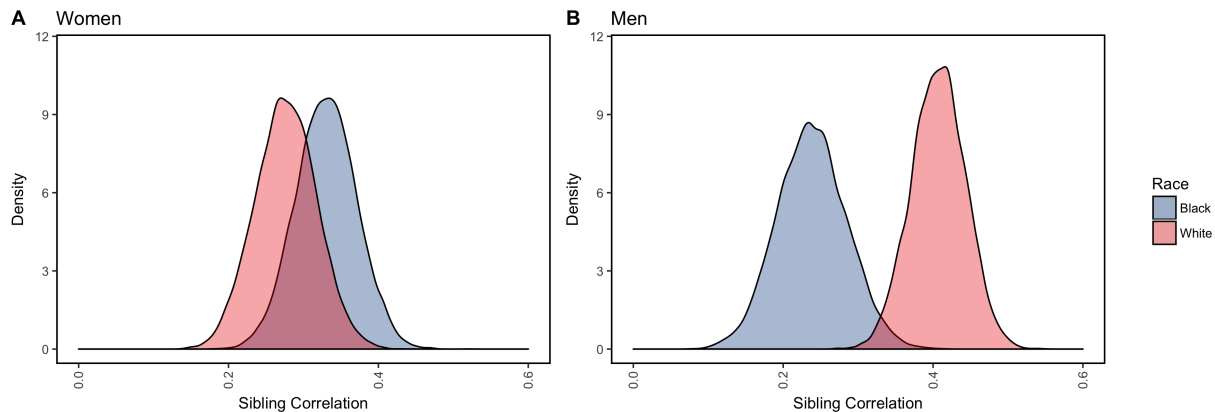 A Women
12
9
6
3
0
Density
0.0
0.2
0.4
0.6
Sibling Correlation
B Men
12
9
6
3
0
Density
0.0
0.2
0.4
0.6
Sibling Correlation
Race
Black
White